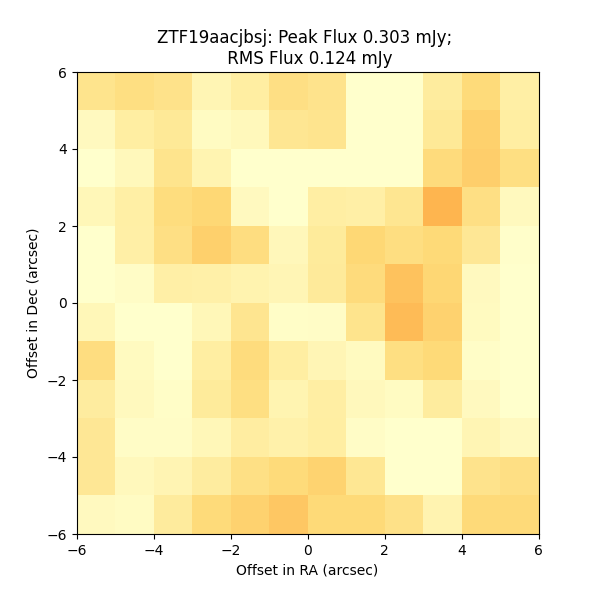 ZTF19aacjbsj: Peak Flux 0.303 mJy;
RMS Flux 0.124 mJy
6
4
2
0
−2
−4
−6
Offset in Dec (arcsec)
−6 −4 −2 0 2 4 6
Offset in RA (arcsec)